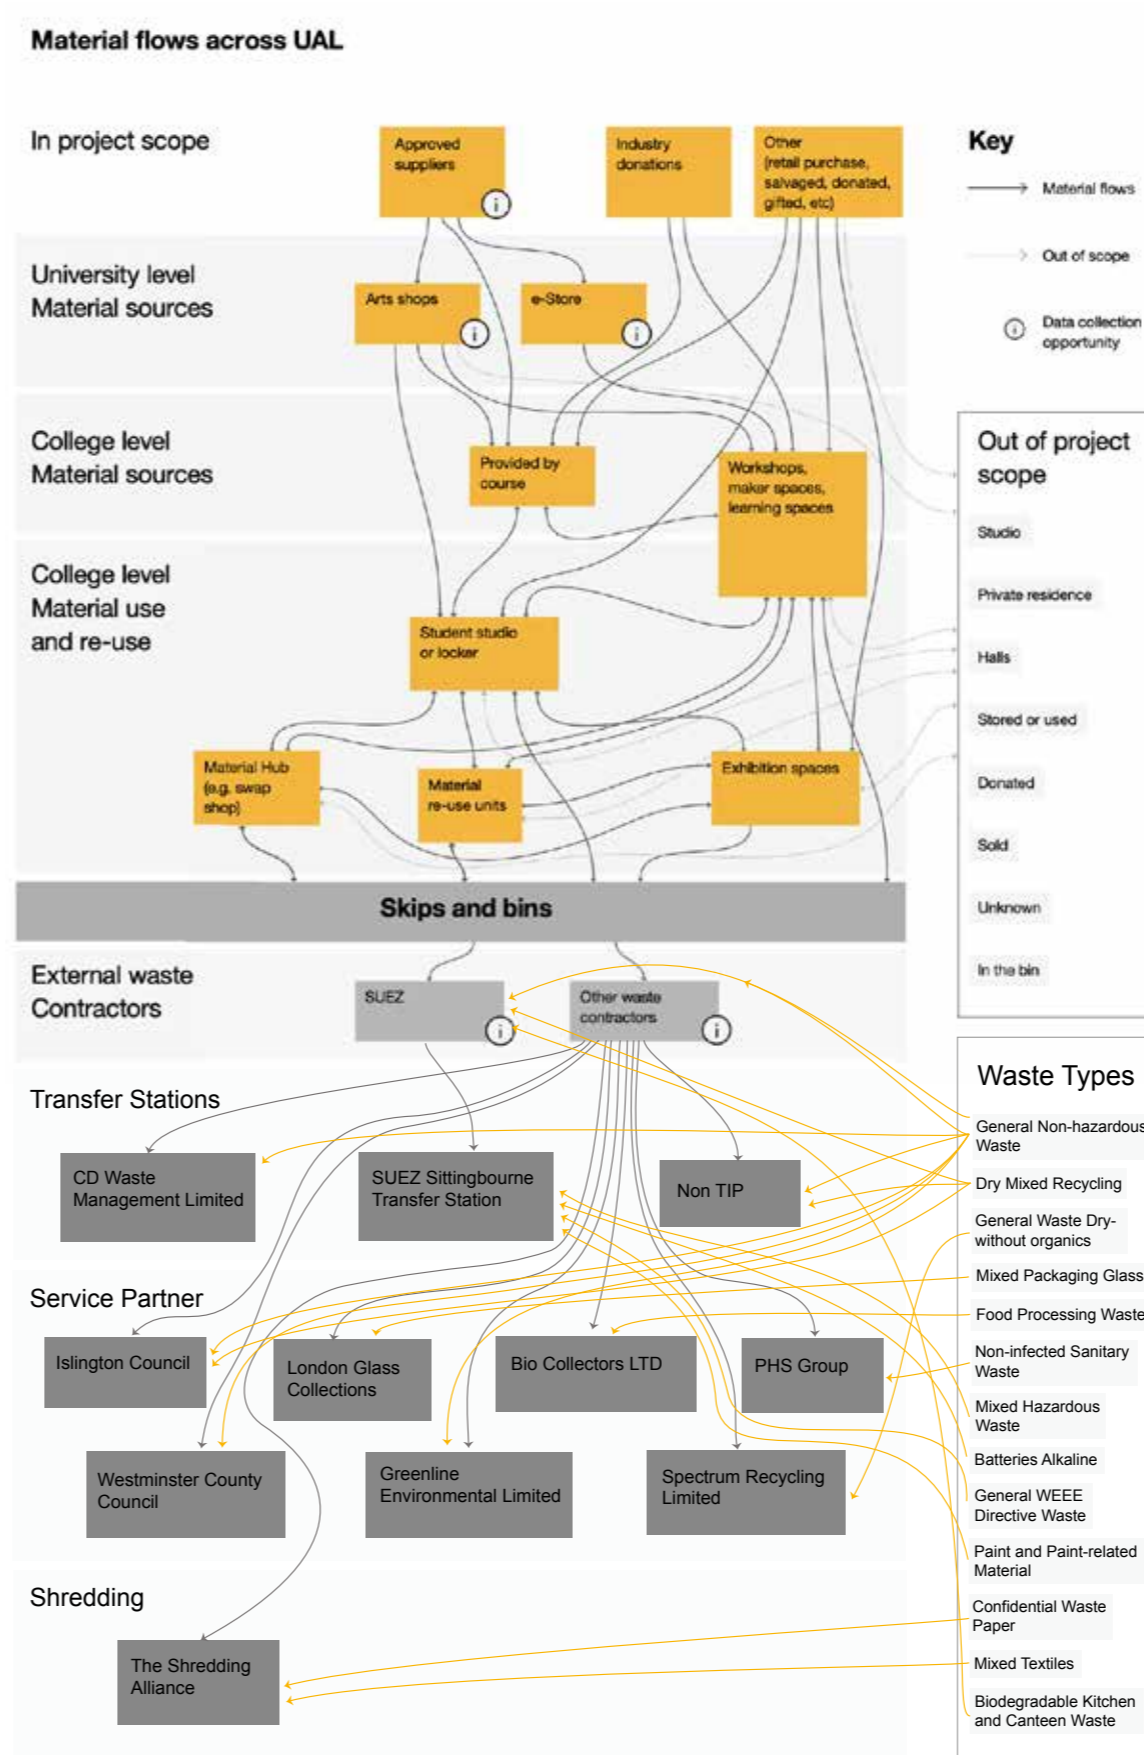 Material flows across UAL
In project scope
Approved
suppliers
i
Industry
donations
Other
(retail purchase,
salvaged, donated,
gifted, etc)
Key
Material flows
Out of scope
i
Data collection
opportunity
University level
Material sources
Arts shops
i
e-Store
i
College level
Material sources
Provided by
course
Workshops,
maker spaces,
learning spaces
College level
Material use
and re-use
Student studio
or locker
Material Hub
(e.g. swap
shop)
Material
re-use units
Exhibition spaces
Out of project
scope
Studio
Private residence
Halls
Stored or used
Donated
Sold
Unknown
In the bin
Skips and bins
External waste
Contractors
SUEZ
i
Other waste
contractors
i
Transfer Stations
CD Waste
Management Limited
SUEZ Sittingbourne
Transfer Station
Non TIP
Service Partner
Islington Council
London Glass
Collections
Bio Collectors LTD
PHS Group
Westminster County
Council
Greenline
Environmental Limited
Spectrum Recycling
Limited
Shredding
The Shredding
Alliance
Waste Types
General Non-hazardous
Waste
Dry Mixed Recycling
General Waste Dry-
without organics
Mixed Packaging Glass
Food Processing Waste
Non-infected Sanitary
Waste
Mixed Hazardous
Waste
Batteries Alkaline
General WEEE
Directive Waste
Paint and Paint-related
Material
Confidential Waste
Paper
Mixed Textiles
Biodegradable Kitchen
and Canteen Waste